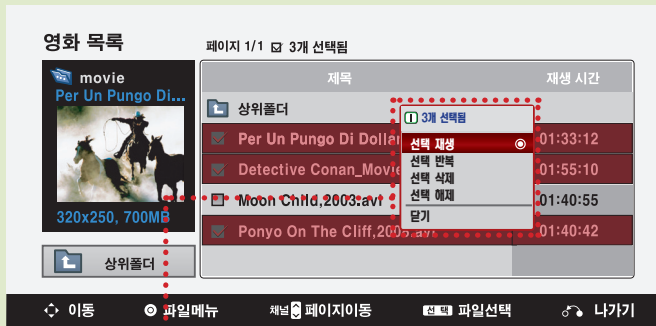 영화 목록
페이지 1/1 3개 선택됨
movie
Per Un Pungo Di...
320x250, 700MB
상위폴더
제목 재생 시간
상위폴더
Per Un Pungo Di Dollar 01:33:12
Detective Conan_Movie 01:55:10
Moon Child,2003.avi 01:40:55
Ponyo On The Cliff,2008.avi 01:40:42
3개 선택됨
선택 재생
선택 반복
선택 삭제
선택 해제
닫기
이동 파일메뉴 채널 페이지이동 선택 파일선택 나가기